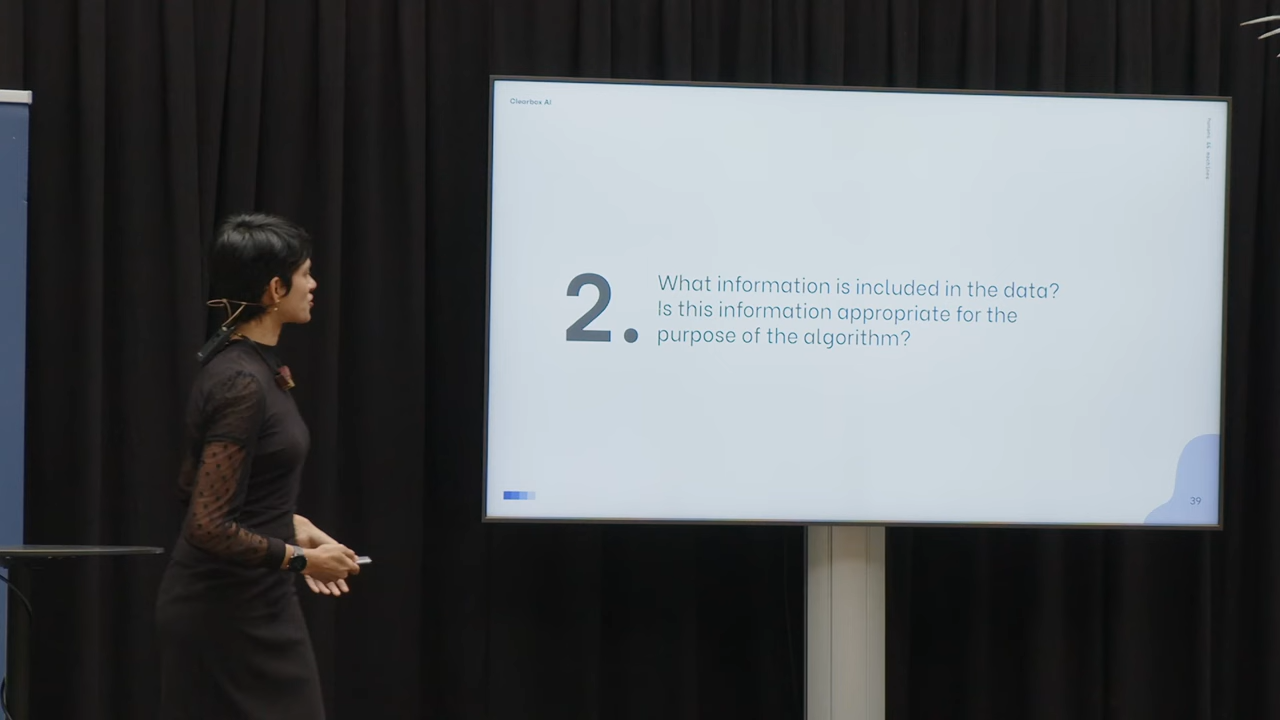 Clearbox AI
2.
What information is included in the data?
Is this information appropriate for the
purpose of the algorithm?
39